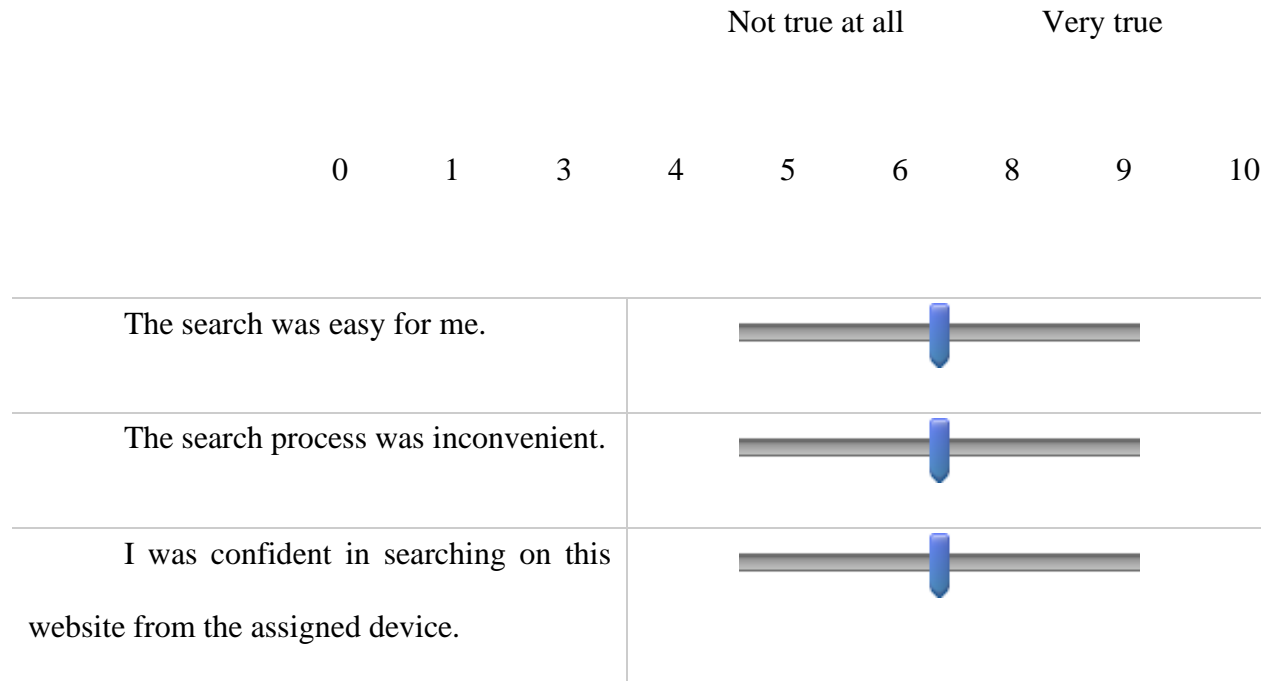 Not true at all Very true
0 1 3 4 5 6 8 9 10
The search was easy for me.
The search process was inconvenient.
I was confident in searching on this
website from the assigned device.